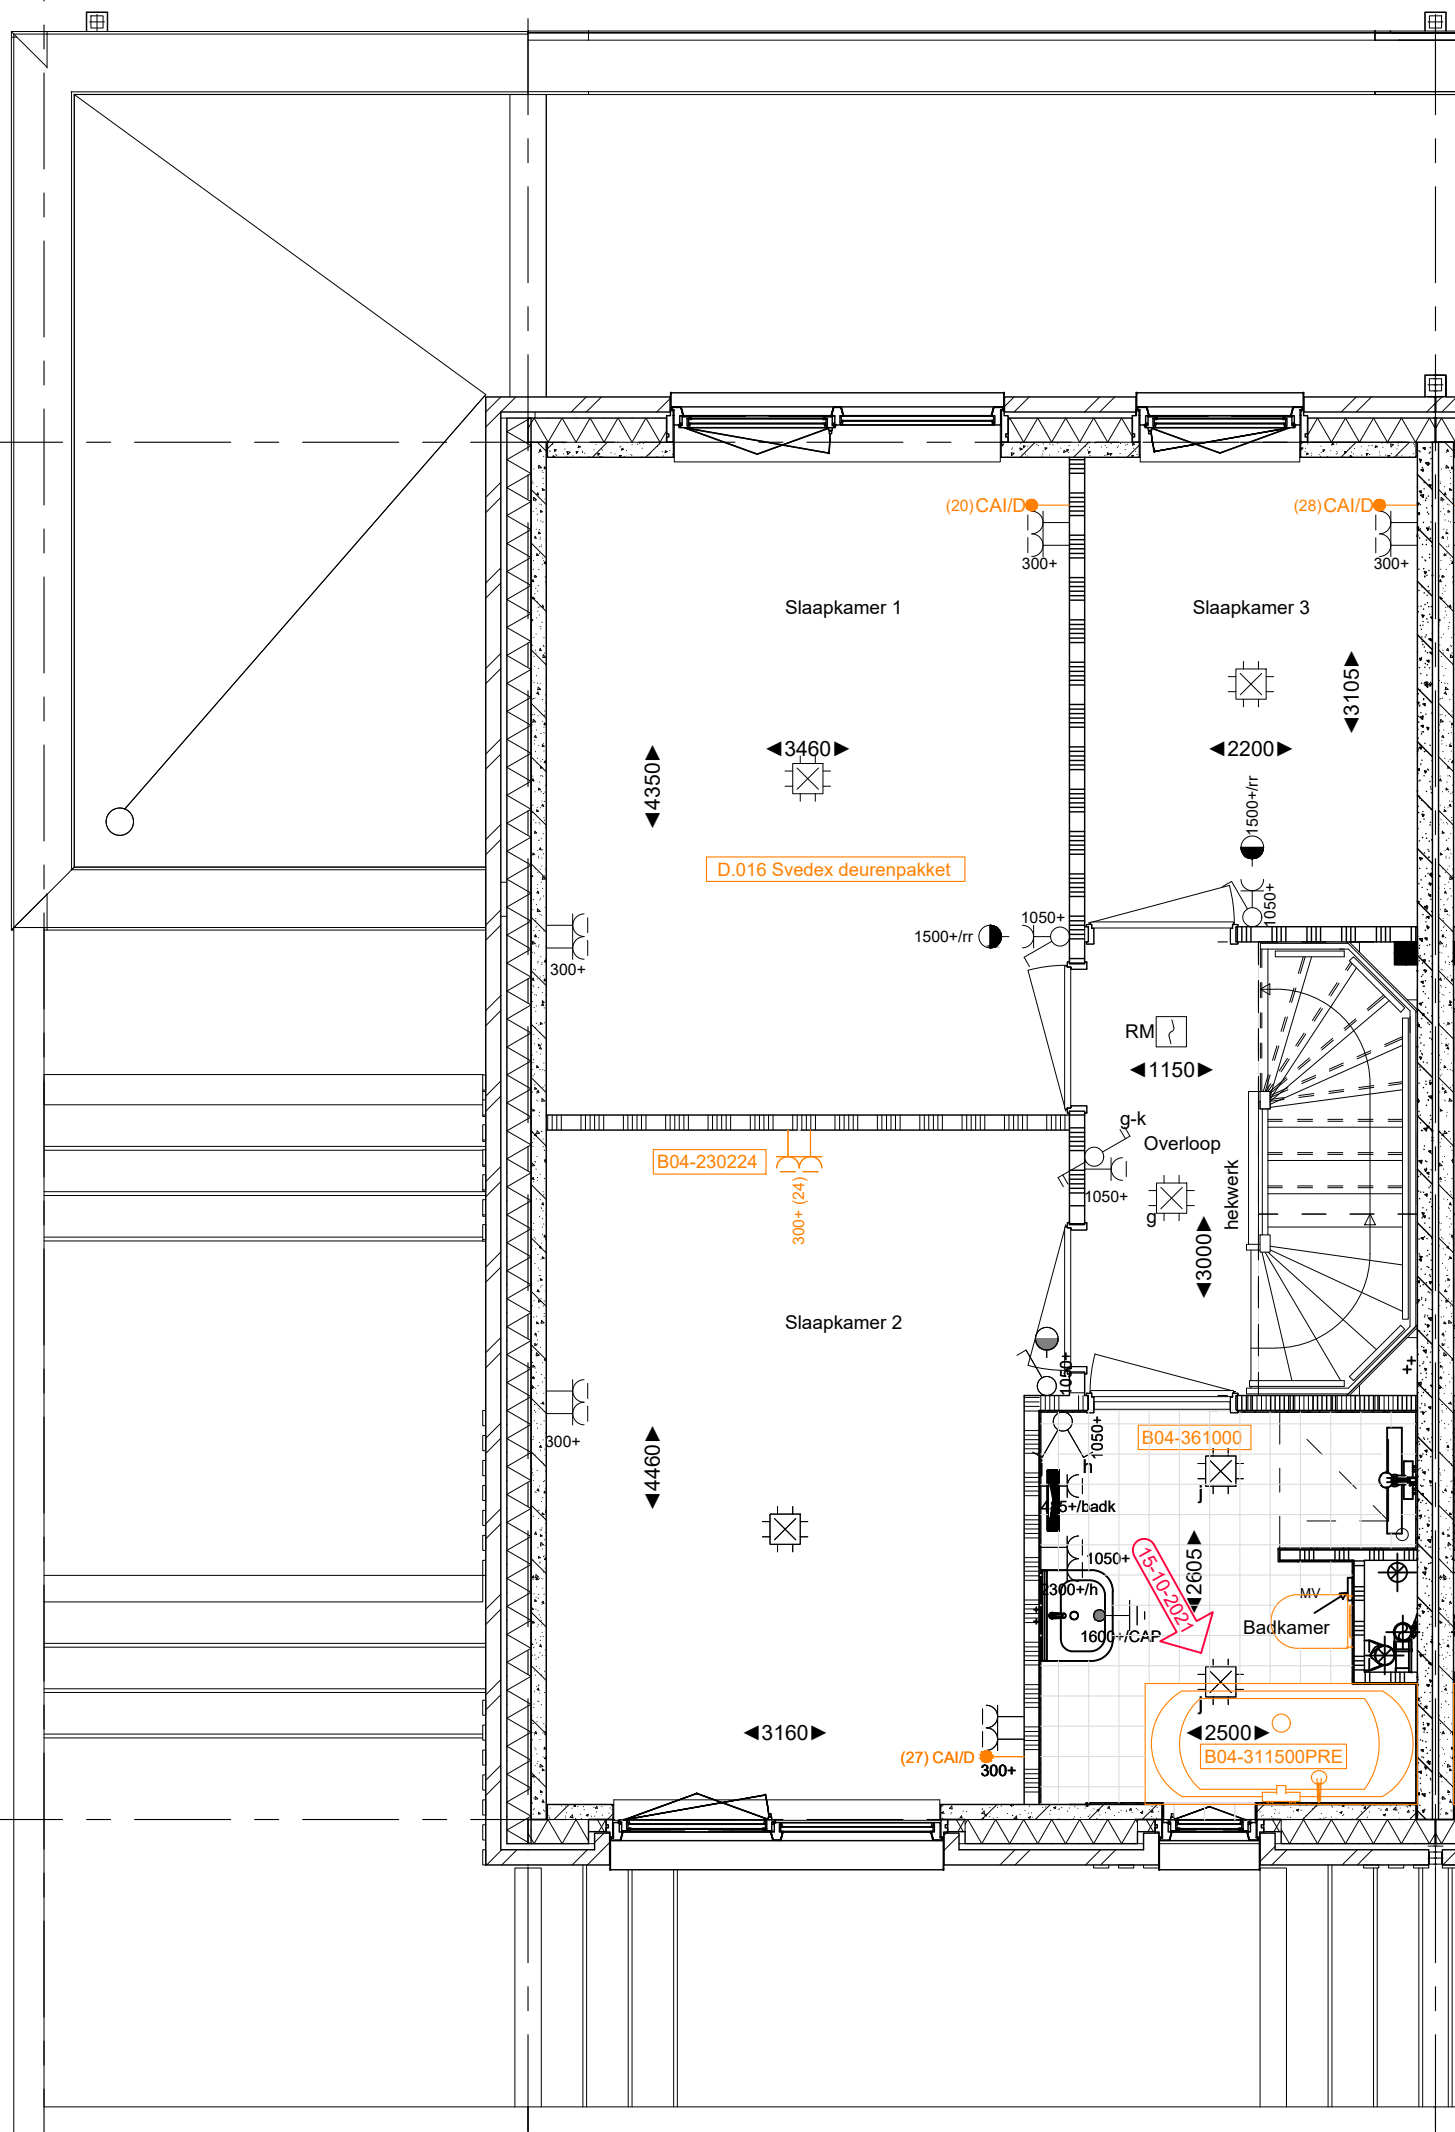 (20) CAI/D
300+
(28) CAI/D
300+
Slaapkamer 1
Slaapkamer 3
3105
3460
2200
4350
1500+/rr
D.016 Svedex deurenpakket
1050+
1500+/rr
1050+
300+
RM
1150
g-k
Overloop
B04-230224
1050+
300+ (24)
g
hekwerk
3000
Slaapkamer 2
1050+
300+
1050+
B04-361000
h
4460
j
485+/badk
1050+
15-10-2021
2605
2300+/h
MV
1600+/CAP
Badkamer
j
3160
2500
(27) CAI/D
300+
B04-311500PRE